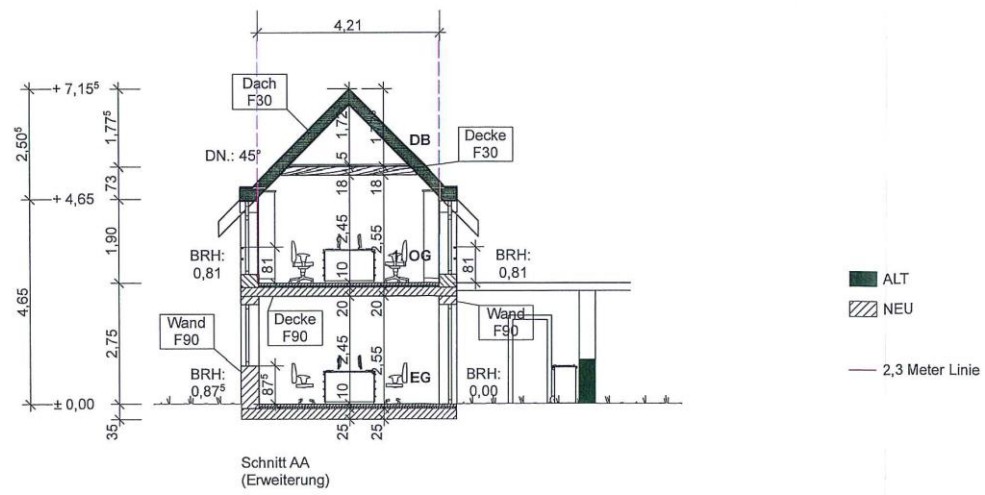 4,21
+ 7,15⁵
Dach
F30
1,77⁵
2,50⁵
1,72
DB
Decke
F30
DN.: 45°
5
73
18
18
+ 4,65
1,90
2,45
2,55
BRH:
0,81
81
OG
81
BRH:
0,81
10
4,65
ALT
20
20
NEU
Wand
F90
Decke
F90
Wand
F90
2,75
2,45
2,55
2,3 Meter Linie
BRH:
0,87⁵
87⁵
EG
BRH:
0,00
10
± 0,00
35
25
25
Schnitt AA
(Erweiterung)